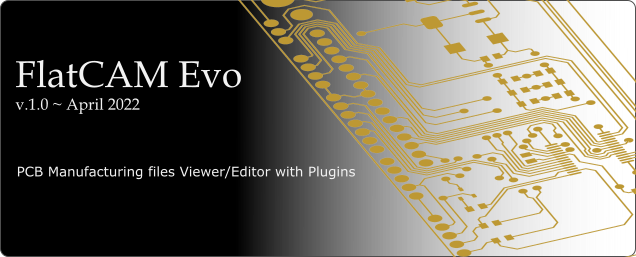 FlatCAM Evo
v.1.0 ~ April 2022
PCB Manufacturing files Viewer/Editor with Plugins